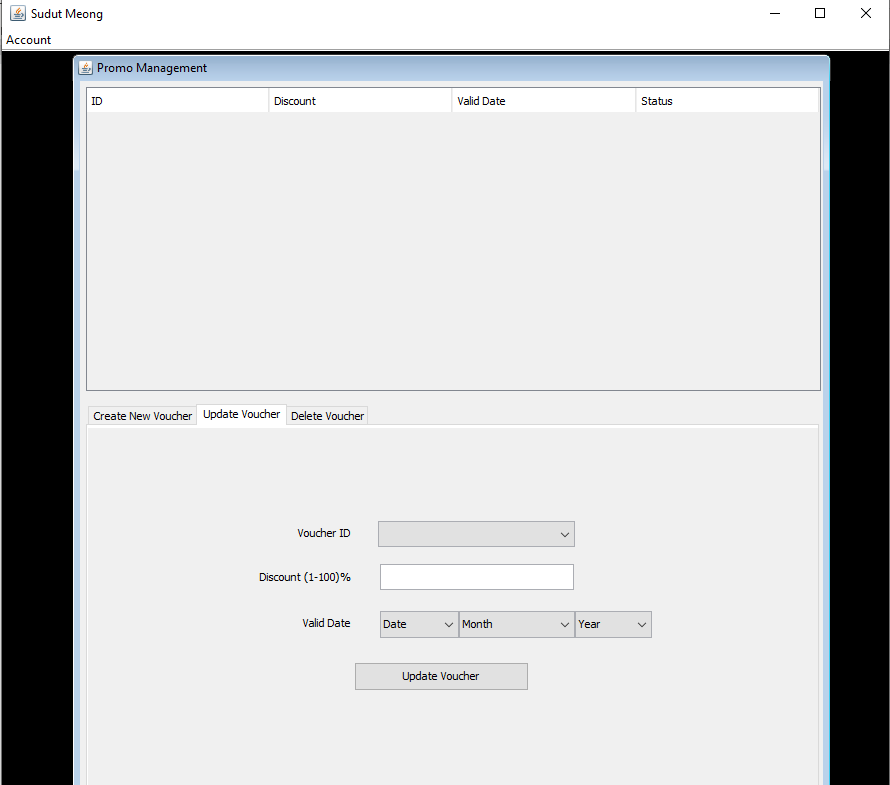 Sudut Meong
Account
Promo Management
ID Discount Valid Date Status
Create New Voucher Update Voucher Delete Voucher
Voucher ID
Discount (1-100)%
Valid Date Date Month Year
Update Voucher